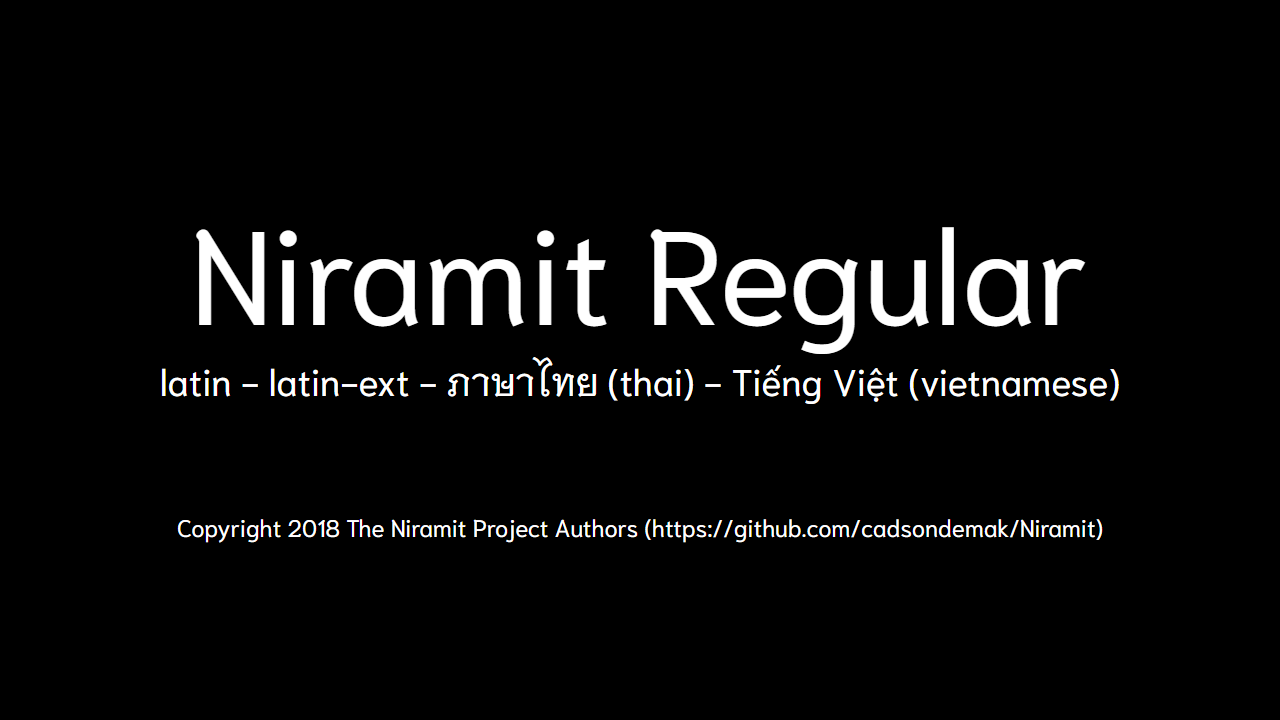 Niramit Regular
latin - latin-ext - ภาษาไทย (thai) - Tiếng Việt (vietnamese)
Copyright 2018 The Niramit Project Authors (https://github.com/cadsondemak/Niramit)